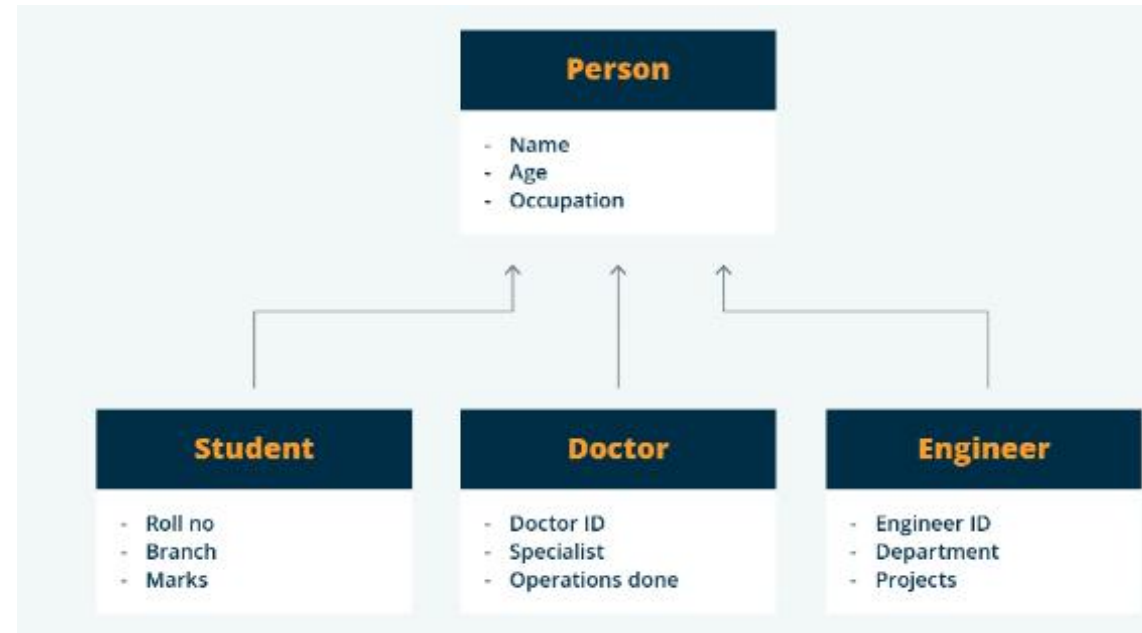 Person
- Name
- Age
- Occupation
Student
- Roll no
- Branch
- Marks
Doctor
- Doctor ID
- Specialist
- Operations done
Engineer
- Engineer ID
- Department
- Projects